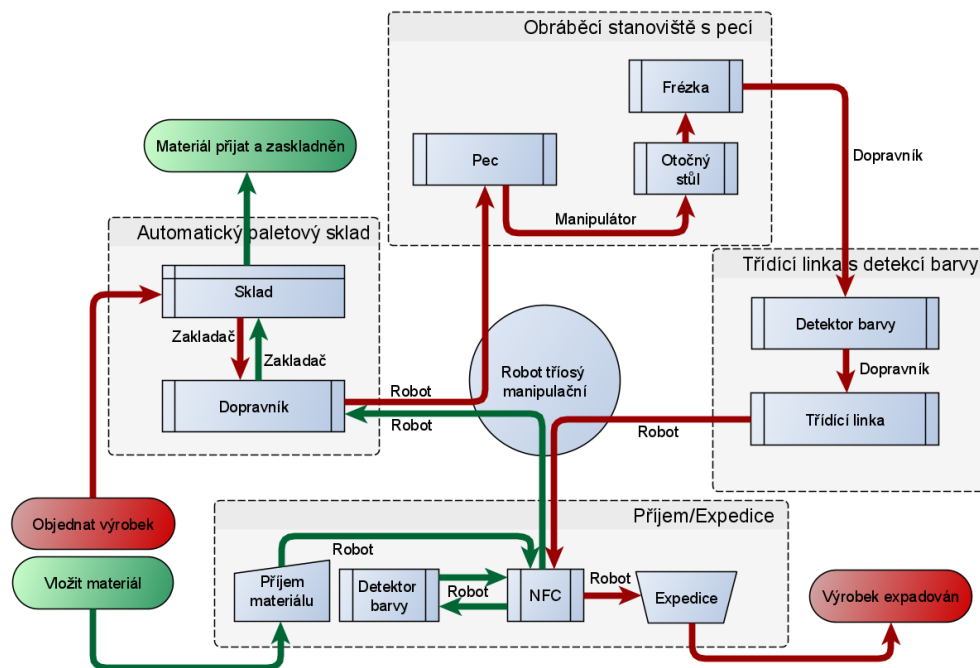 Obráběcí stanoviště s pecí
Frézka
Otočný
stůl
Pec
Manipulátor
Dopravník
Materiál přijat a zaskladněn
Automatický paletový sklad
Sklad
Zakladač
Zakladač
Dopravník
Robot
Robot
Robot tříosý
manipulační
Třídící linka s detekcí barvy
Detektor barvy
Dopravník
Třídící linka
Robot
Objednat výrobek
Vložit materiál
Příjem/Expedice
Robot
Příjem
materiálu
Detektor
barvy
Robot
NFC
Robot
Expedice
Výrobek expadován